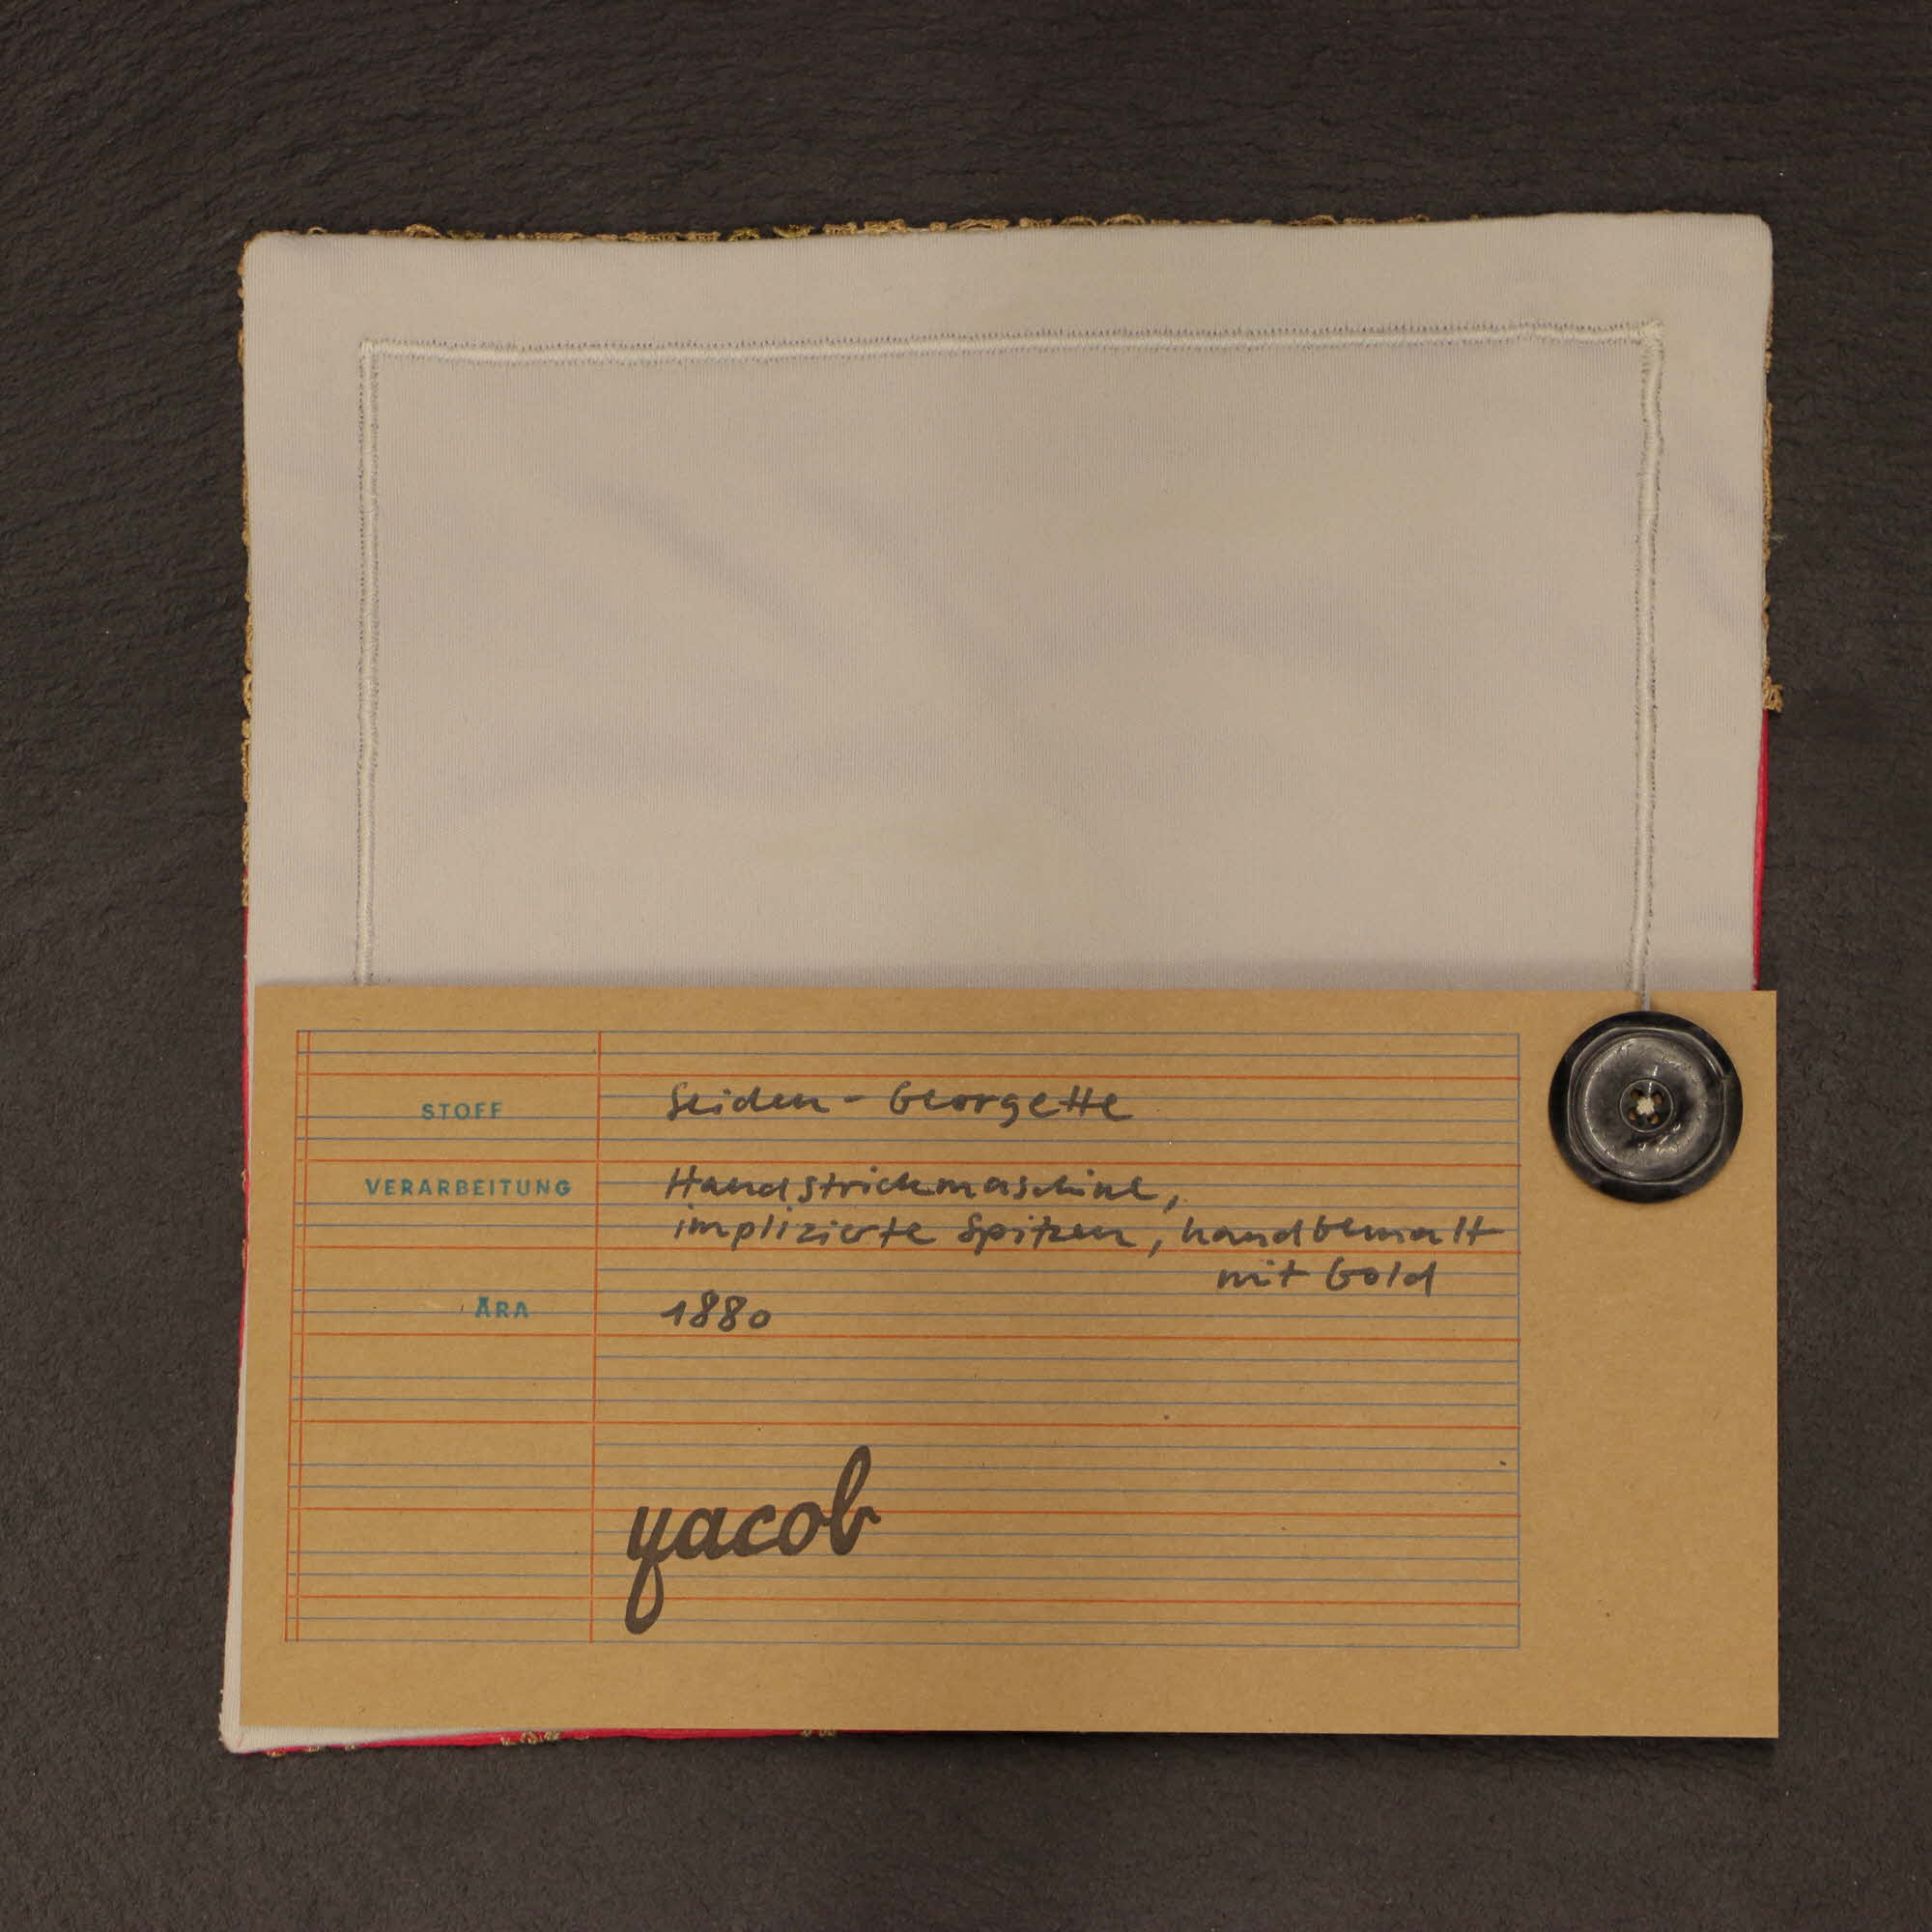 STOFF Seiden-Georgette
VERARBEITUNG Handstrickmaschine,
implizierte Spitzen, handbemalt
mit Gold
ÄRA 1880
yacob